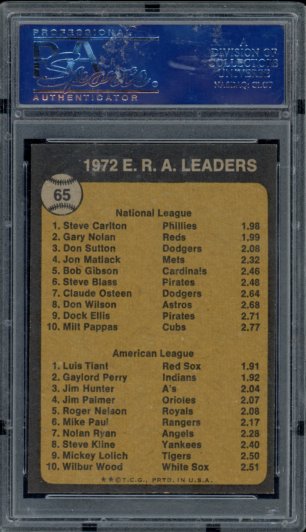 PROFESSIONAL
PSA
Sports
AUTHENTICATOR
A
DIVISION OF
COLLECTORS
UNIVERSE
NASDAQ: CLCT
1972 E. R. A. LEADERS
65
National League
1. Steve Carlton Phillies 1.98
2. Gary Nolan Reds 1.99
3. Don Sutton Dodgers 2.08
4. Jon Matlack Mets 2.32
5. Bob Gibson Cardinals 2.46
6. Steve Blass Pirates 2.48
7. Claude Osteen Dodgers 2.64
8. Don Wilson Astros 2.68
9. Dock Ellis Pirates 2.71
10. Milt Pappas Cubs 2.77
American League
1. Luis Tiant Red Sox 1.91
2. Gaylord Perry Indians 1.92
3. Jim Hunter A's 2.04
4. Jim Palmer Orioles 2.07
5. Roger Nelson Royals 2.08
6. Mike Paul Rangers 2.17
7. Nolan Ryan Angels 2.28
8. Steve Kline Yankees 2.40
9. Mickey Lolich Tigers 2.50
10. Wilbur Wood White Sox 2.51
★★©T.C.G., PRTD. IN U.S.A.